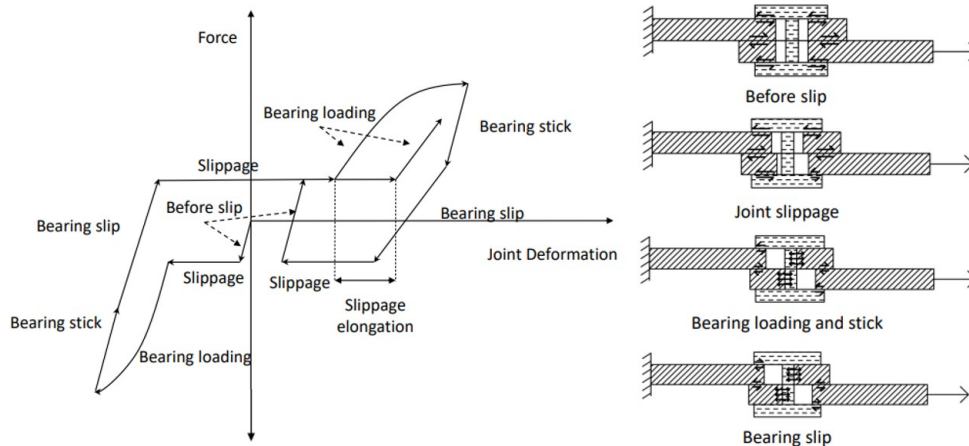 Force
Bearing loading
Bearing stick
Slippage
Before slip
Bearing slip
Bearing slip
Joint Deformation
Slippage
Slippage
Slippage
elongation
Bearing stick
Bearing loading
Before slip
Joint slippage
Bearing loading and stick
Bearing slip